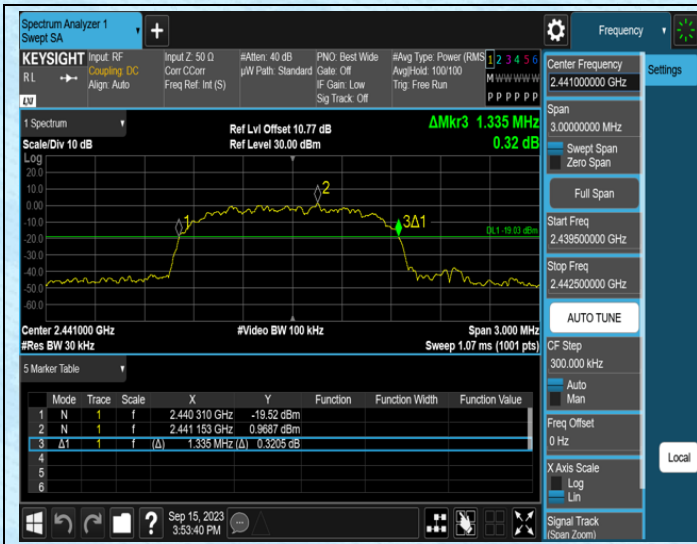 Spectrum Analyzer 1
Swept SA
Frequency
KEYSIGHT
R L
LXI
Input: RF
Coupling: DC
Align: Auto
Input Z: 50 Ω
Corr CCorr
Freq Ref: Int (S)
#Atten: 40 dB
µW Path: Standard
PNO: Best Wide
Gate: Off
IF Gain: Low
Sig Track: Off
#Avg Type: Power (RMS
Avg|Hold: 100/100
Trig: Free Run
1 2 3 4 5 6
M W W W W W
P P P P P P
1 Spectrum
Scale/Div 10 dB
Ref Lvl Offset 10.77 dB
Ref Level 30.00 dBm
ΔMkr3 1.335 MHz
0.32 dB
Log
20.0
10.0
0.00
-10.0
-20.0
-30.0
-40.0
-50.0
-60.0
1
2
3Δ1
DL1 -19.03 dBm
Center 2.441000 GHz
#Video BW 100 kHz
Span 3.000 MHz
#Res BW 30 kHz
Sweep 1.07 ms (1001 pts)
5 Marker Table
Mode Trace Scale X Y Function Function Width Function Value
1 N 1 f 2.440 310 GHz -19.52 dBm
2 N 1 f 2.441 153 GHz 0.9687 dBm
3 Δ1 1 f (Δ) 1.335 MHz (Δ) 0.3205 dB
4
5
6
Sep 15, 2023
3:53:40 PM
Center Frequency
2.441000000 GHz
Span
3.00000000 MHz
Swept Span
Zero Span
Full Span
Start Freq
2.439500000 GHz
Stop Freq
2.442500000 GHz
AUTO TUNE
CF Step
300.000 kHz
Auto
Man
Freq Offset
0 Hz
X Axis Scale
Log
Lin
Signal Track
(Span Zoom)
Settings
Local